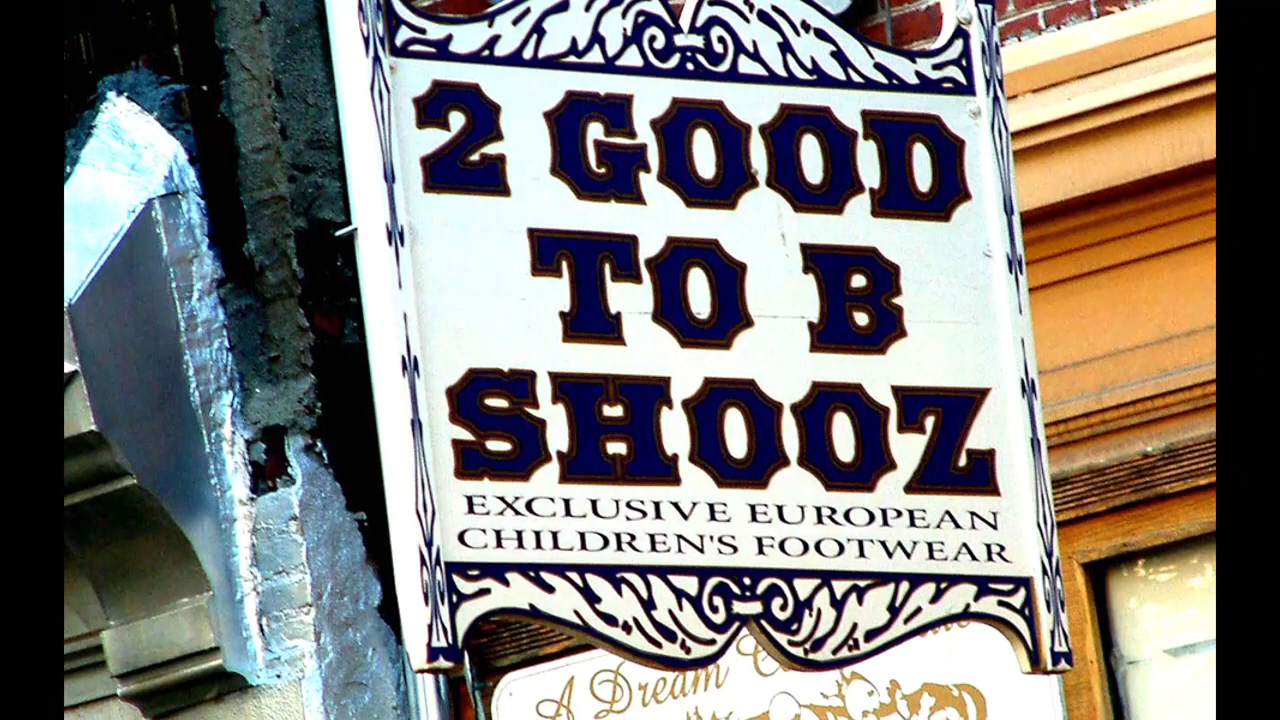 2 GOOD
TO B
SHOOZ
EXCLUSIVE EUROPEAN
CHILDREN'S FOOTWEAR
A Dream